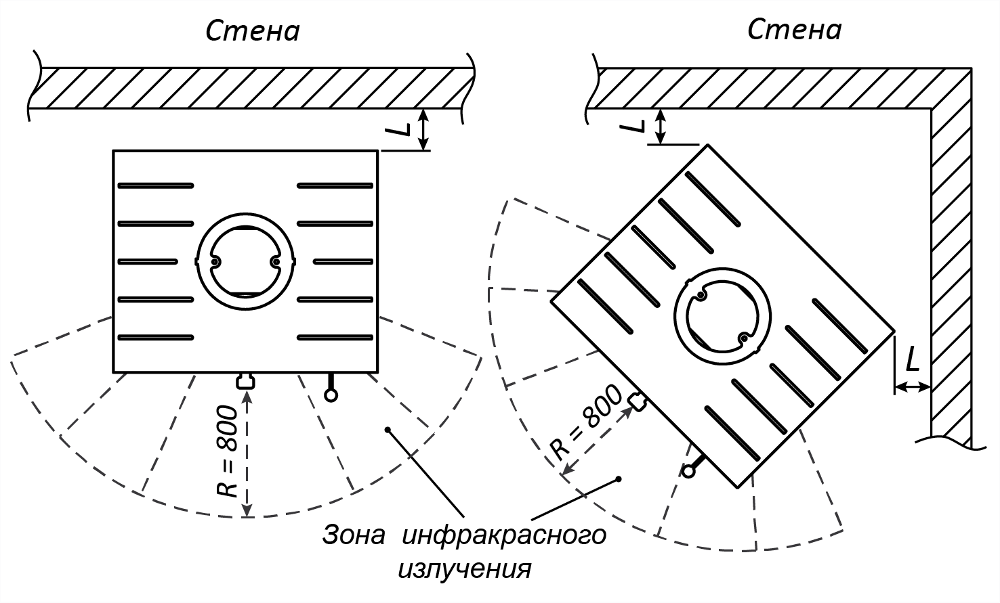 Стена
Стена
L
L
L
R = 800
R = 800
Зона инфракрасного
излучения